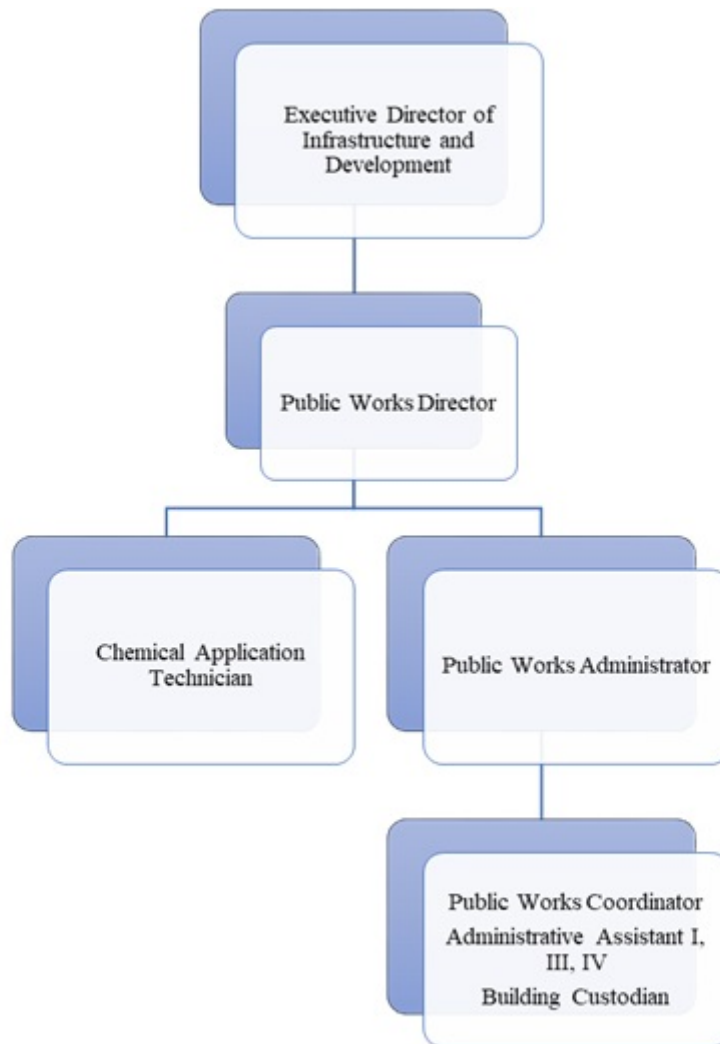 Executive Director of
Infrastructure and
Development
Public Works Director
Chemical Application
Technician
Public Works Administrator
Public Works Coordinator
Administrative Assistant I,
III, IV
Building Custodian